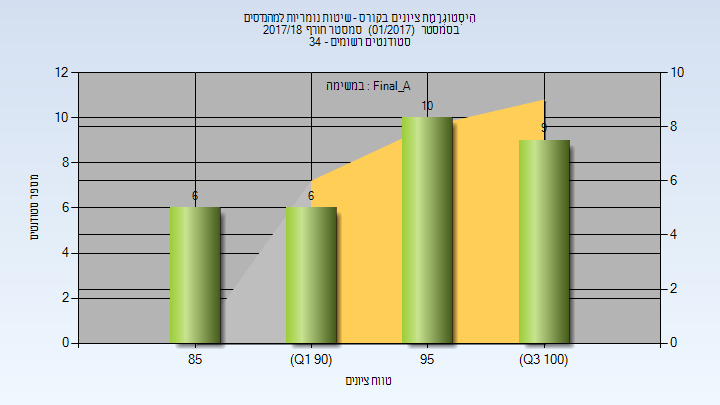 היסטוגרמת ציונים בקורס - שיטות נומריות למהנדסים
בסמסטר (01/2017) סמסטר חורף 2017/18
סטודנטים רשומים - 34
במשימה : Final_A
12
10
8
6
4
2
0
10
8
6
4
2
0
6
6
10
9
מספר סטודנטים
85
(Q1 90)
95
(Q3 100)
טווח ציונים